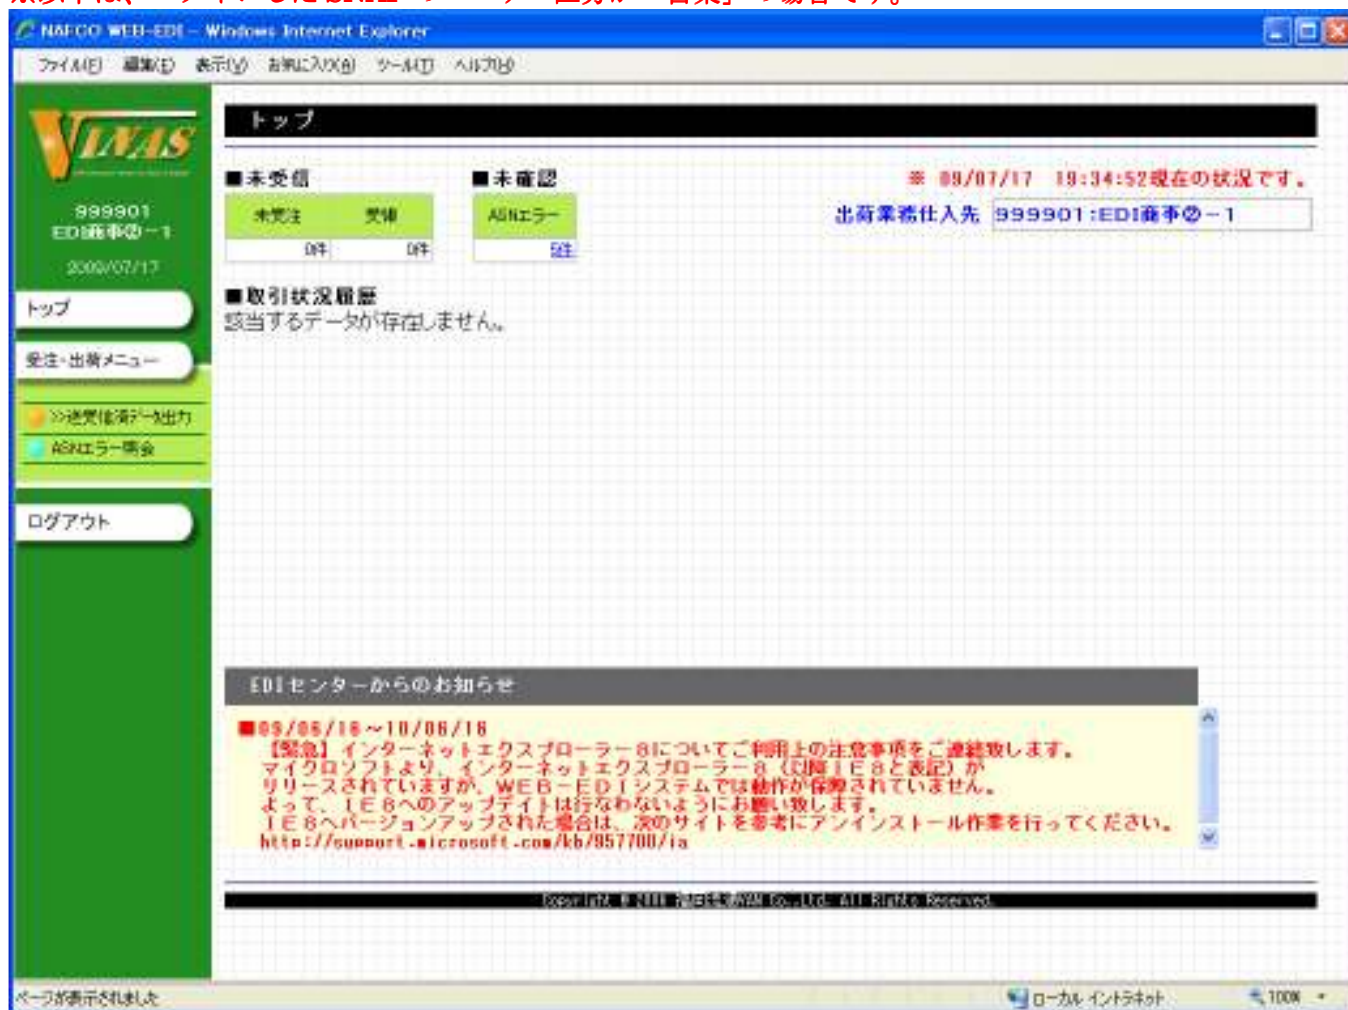 NAFCO WEB-EDI - Windows Internet Explorer
ファイル(F) 編集(E) 表示(V) お気に入り(A) ツール(T) ヘルプ(H)
VINAS
999901
EDI商事②－1
2009/07/17
トップ
受注・出荷メニュー
>>送受信済データ出力
ASNエラー照会
ログアウト
トップ
■未受信
■未確認
※ 09/07/17 19:34:52現在の状況です。
未受注 受領
ASNエラー
出荷業務仕入先 999901:EDI商事②－1
0件 0件
5件
■取引状況履歴
該当するデータが存在しません。
EDIセンターからのお知らせ
■09/06/16～10/06/16
【緊急】インターネットエクスプローラー8についてご利用上の注意事項をご連絡致します。
マイクロソフトより、インターネットエクスプローラー8（以降IE8と表記）が
リリースされていますが、WEB－EDIシステムでは動作が保障されていません。
よって、IE8へのアップデイトは行なわないようにお願い致します。
IE8へバージョンアップされた場合は、次のサイトを参考にアンインストール作業を行ってください。
http://support.microsoft.com/kb/957700/ja
Co.,Ltd. All Rights Reserved.
ページが表示されました
ローカル イントラネット
100%